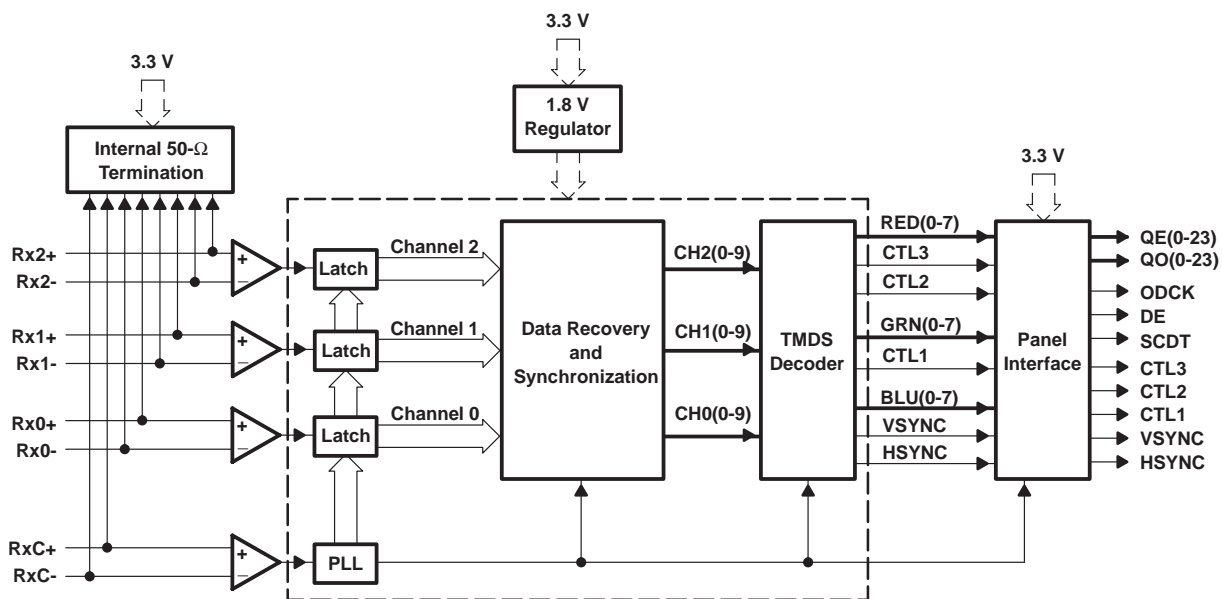 3.3 V
3.3 V
1.8 V
Regulator
Internal 50-Ω
Termination
3.3 V
Rx2+
Rx2-
Rx1+
Rx1-
Rx0+
Rx0-
RxC+
RxC-
+
−
+
−
+
−
+
−
Latch
Latch
Latch
PLL
Channel 2
Channel 1
Channel 0
Data Recovery
and
Synchronization
CH2(0-9)
CH1(0-9)
CH0(0-9)
TMDS
Decoder
RED(0-7)
CTL3
CTL2
GRN(0-7)
CTL1
BLU(0-7)
VSYNC
HSYNC
Panel
Interface
QE(0-23)
QO(0-23)
ODCK
DE
SCDT
CTL3
CTL2
CTL1
VSYNC
HSYNC